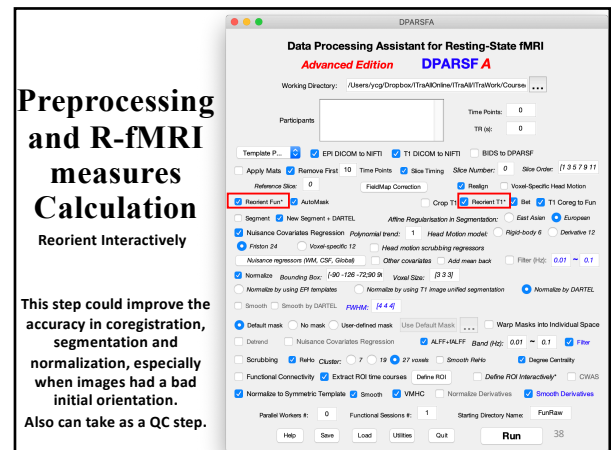 Preprocessing
and R-fMRI
measures
Calculation
Reorient Interactively
This step could improve the
accuracy in coregistration,
segmentation and
normalization, especially
when images had a bad
initial orientation.
Also can take as a QC step.
DPARSFA
Data Processing Assistant for Resting-State fMRI
Advanced Edition DPARSF A
Working Directory: /Users/ycg/Dropbox/ITraAllOnline/ITraAll/ITraWork/Course/ ...
Participants
Time Points: 0
TR (s): 0
Template P... EPI DICOM to NIFTI T1 DICOM to NIFTI BIDS to DPARSF
Apply Mats Remove First 10 Time Points Slice Timing Slice Number: 0 Slice Order: [1 3 5 7 9 11
Reference Slice: 0 FieldMap Correction Realign Voxel-Specific Head Motion
Reorient Fun* AutoMask Crop T1 Reorient T1* Bet T1 Coreg to Fun
Segment New Segment + DARTEL Affine Regularisation in Segmentation: East Asian European
Nuisance Covariates Regression Polynomial trend: 1 Head Motion model: Rigid-body 6 Derivative 12
Friston 24 Voxel-specific 12 Head motion scrubbing regressors
Nuisance regressors (WM, CSF, Global) Other covariates Add mean back Filter (Hz): 0.01 ~ 0.1
Normalize Bounding Box: [-90 -126 -72;90 90 Voxel Size: [3 3 3]
Normalize by using EPI templates Normalize by using T1 image unified segmentation Normalize by DARTEL
Smooth Smooth by DARTEL FWHM: [4 4 4]
Default mask No mask User-defined mask Use Default Mask ... Warp Masks into Individual Space
Detrend Nuisance Covariates Regression ALFF+fALFF Band (Hz): 0.01 ~ 0.1 Filter
Scrubbing ReHo Cluster: 7 19 27 voxels Smooth ReHo Degree Centrality
Functional Connectivity Extract ROI time courses Define ROI Define ROI Interactively* CWAS
Normalize to Symmetric Template Smooth VMHC Normalize Derivatives Smooth Derivatives
Parallel Workers #: 0 Functional Sessions #: 1 Starting Directory Name: FunRaw
Help Save Load Utilities Quit Run 38